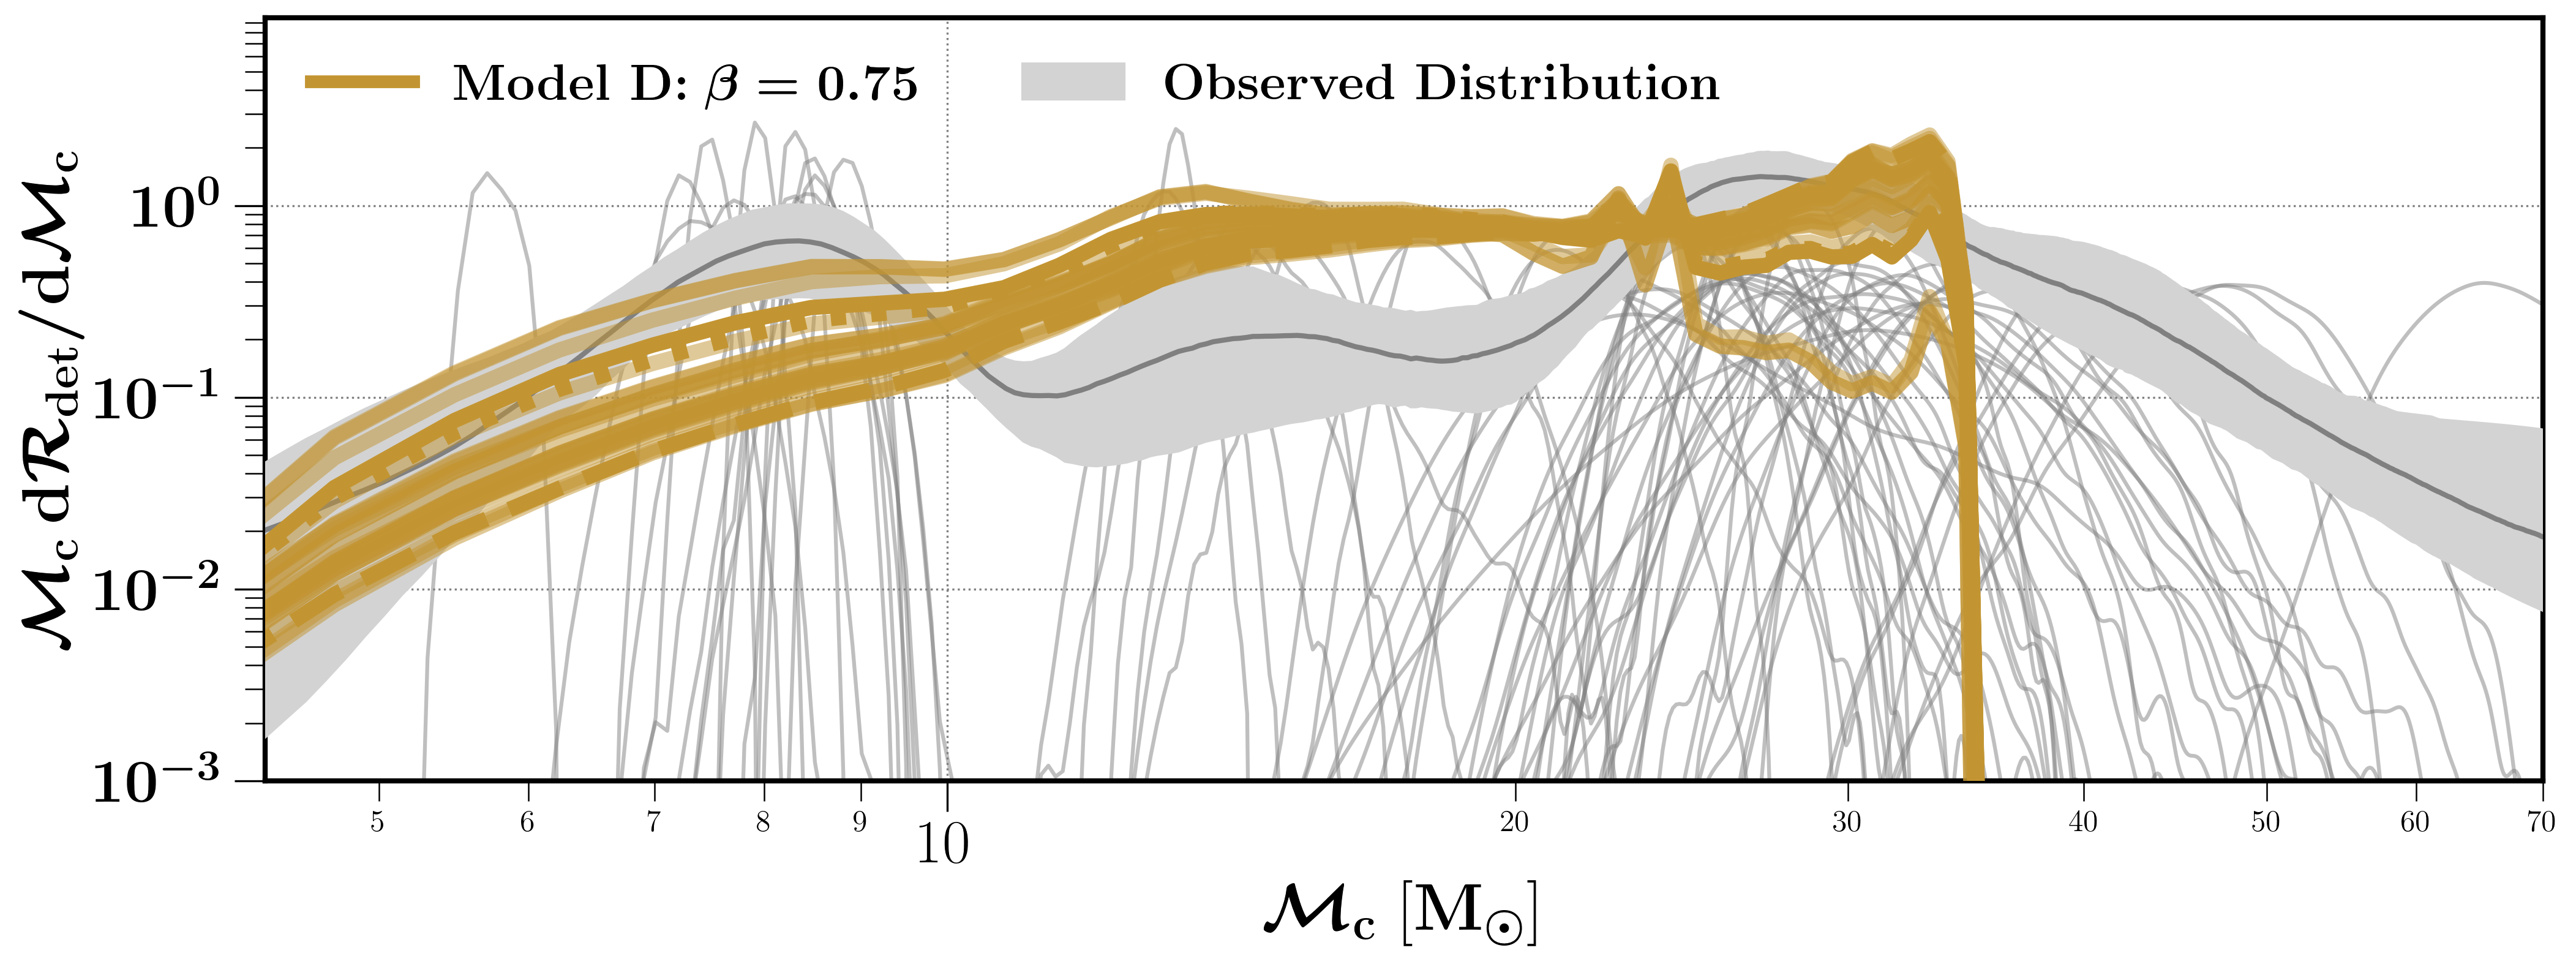 Model D: β = 0.75
Observed Distribution
ℳc dℛdet/dℳc
10⁰
10⁻¹
10⁻²
10⁻³
5 6 7 8 9 10 20 30 40 50 60 70
ℳc [M⊙]